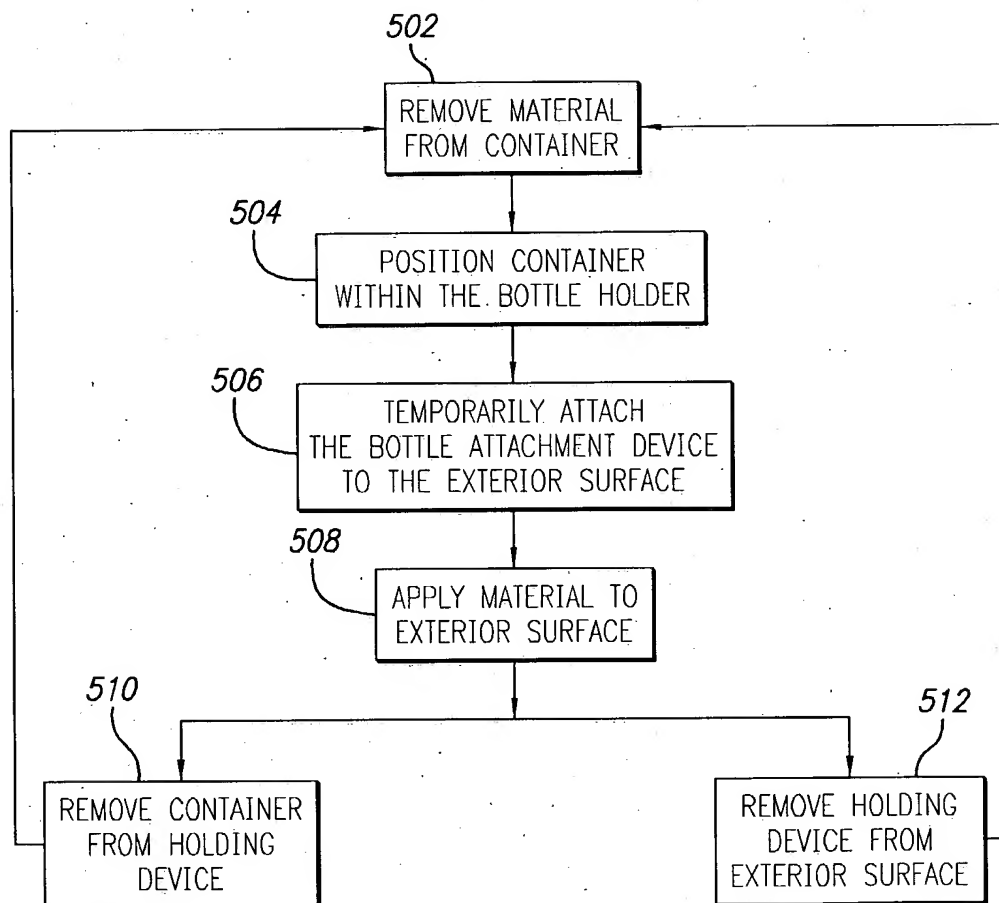 502
REMOVE MATERIAL
FROM CONTAINER
504
POSITION CONTAINER
WITHIN THE BOTTLE HOLDER
506
TEMPORARILY ATTACH
THE BOTTLE ATTACHMENT DEVICE
TO THE EXTERIOR SURFACE
508
APPLY MATERIAL TO
EXTERIOR SURFACE
510
REMOVE CONTAINER
FROM HOLDING
DEVICE
512
REMOVE HOLDING
DEVICE FROM
EXTERIOR SURFACE